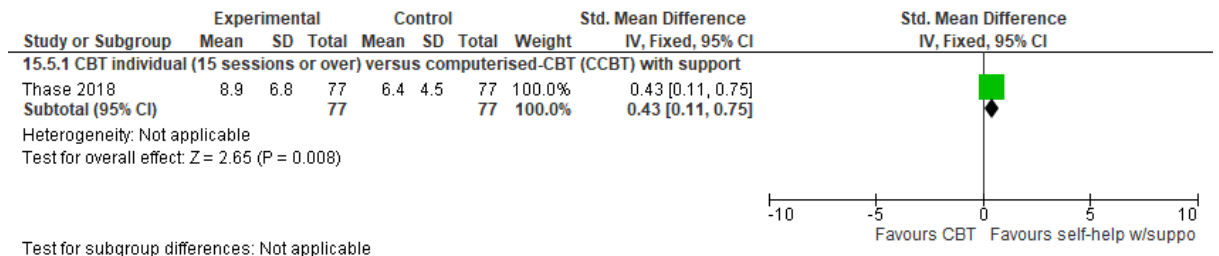 Experimental Control Std. Mean Difference Std. Mean Difference
Study or Subgroup Mean SD Total Mean SD Total Weight IV, Fixed, 95% CI IV, Fixed, 95% CI
15.5.1 CBT individual (15 sessions or over) versus computerised-CBT (CCBT) with support
Thase 2018 8.9 6.8 77 6.4 4.5 77 100.0% 0.43 [0.11, 0.75]
Subtotal (95% CI) 77 77 100.0% 0.43 [0.11, 0.75]
Heterogeneity: Not applicable
Test for overall effect: Z = 2.65 (P = 0.008)
-10 -5 0 5 10
Favours CBT Favours self-help w/suppo
Test for subgroup differences: Not applicable